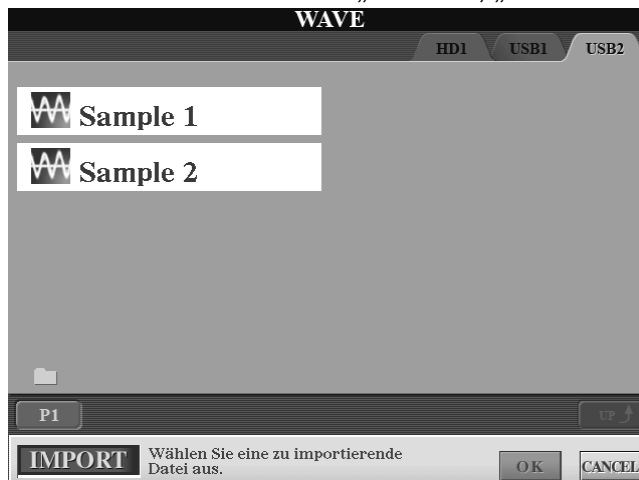 WAVE
HD1 USB1 USB2
Sample 1
Sample 2
P1 UP
IMPORT Wählen Sie eine zu importierende
Datei aus.
OK CANCEL